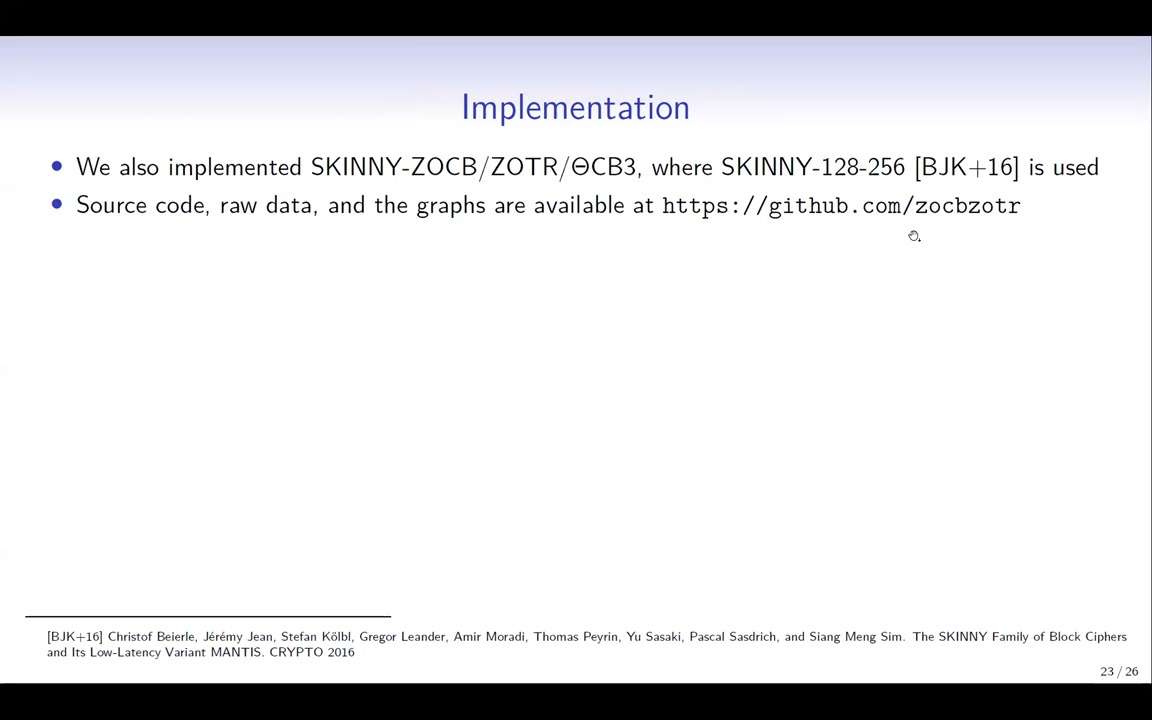 Implementation
• We also implemented SKINNY-ZOCB/ZOTR/ΘCB3, where SKINNY-128-256 [BJK+16] is used
• Source code, raw data, and the graphs are available at https://github.com/zocbzotr
[BJK+16] Christof Beierle, Jérémy Jean, Stefan Kölbl, Gregor Leander, Amir Moradi, Thomas Peyrin, Yu Sasaki, Pascal Sasdrich, and Siang Meng Sim. The SKINNY Family of Block Ciphers
and Its Low-Latency Variant MANTIS. CRYPTO 2016
23 / 26